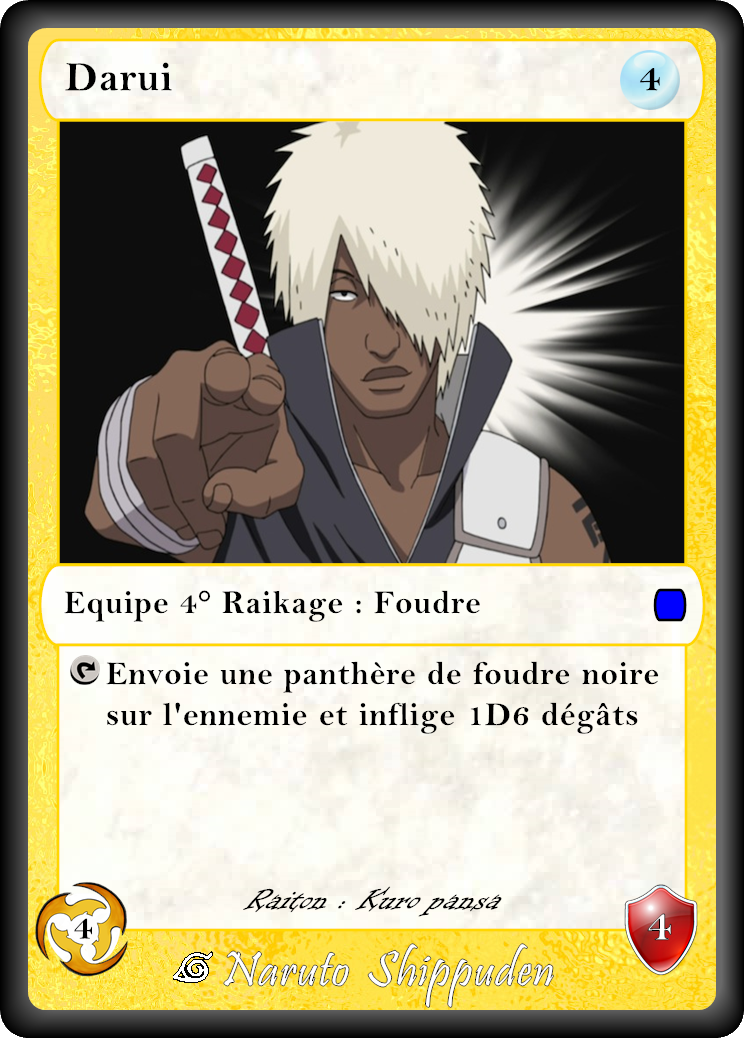 Darui
4
Equipe 4° Raikage : Foudre
Envoie une panthère de foudre noire
sur l'ennemie et inflige 1D6 dégâts
Raiton : Kuro pansa
4
4
Naruto Shippuden